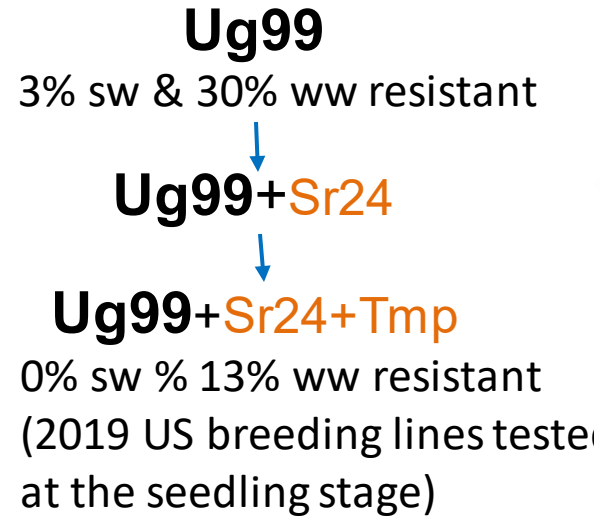 Ug99
3% sw & 30% ww resistant
Ug99+Sr24
Ug99+Sr24+Tmp
0% sw % 13% ww resistant
(2019 US breeding lines teste
at the seedling stage)